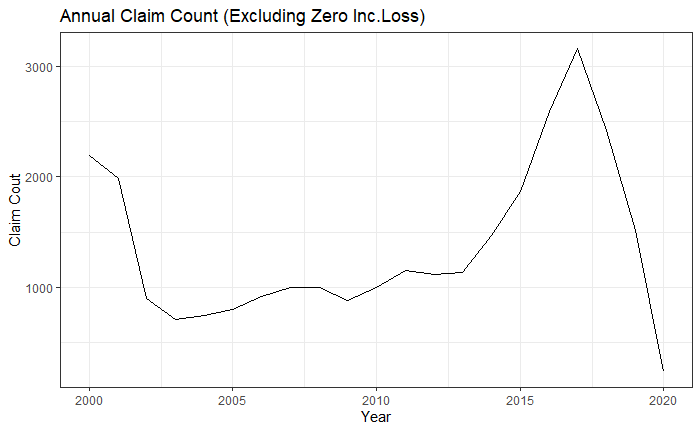 Annual Claim Count (Excluding Zero Inc.Loss)
3000
2000
1000
Claim Cout
2000 2005 2010 2015 2020
Year